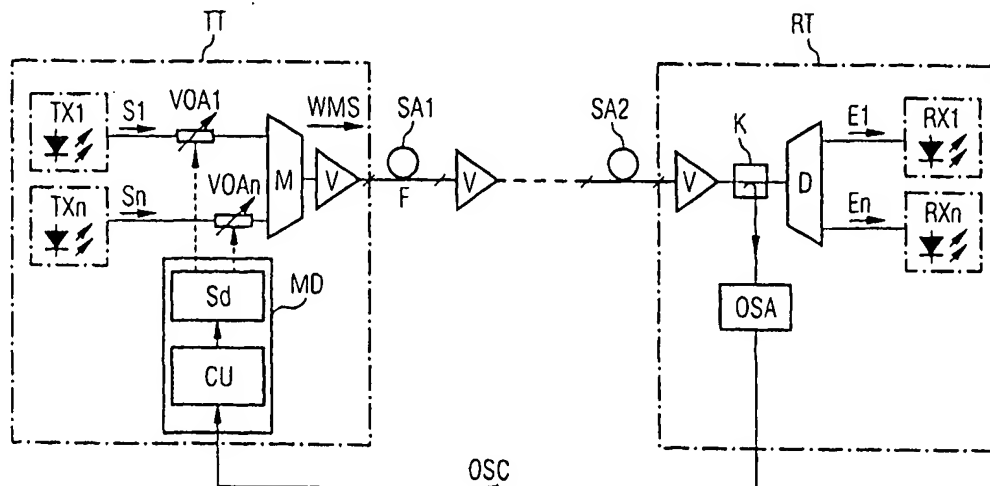 TT
RT
TX1
S1
VOA1
WMS
SA1
SA2
K
E1
RX1
M
V
F
V
V
D
TXn
Sn
VOAn
En
RXn
Sd
MD
OSA
CU
OSC